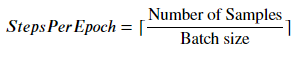 StepsPerEpoch = ⌈ Number of Samples / Batch size ⌉